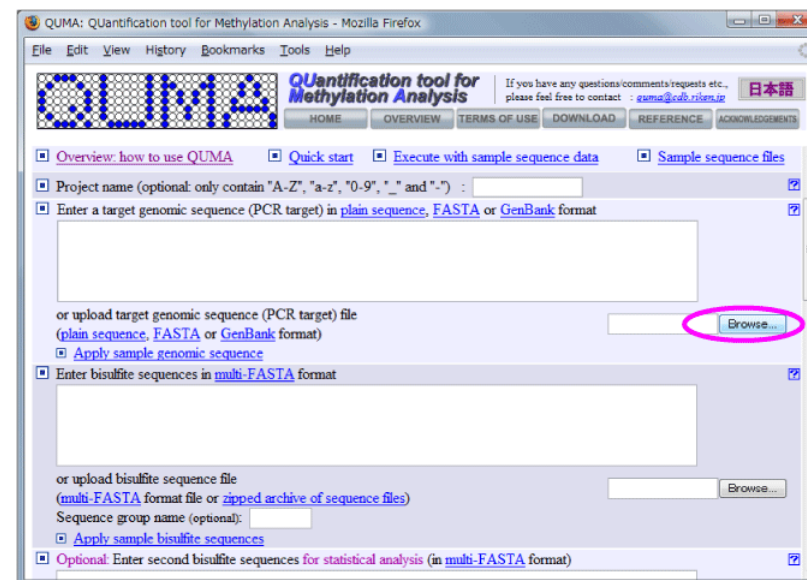 QUMA: QUantification tool for Methylation Analysis - Mozilla Firefox
File Edit View History Bookmarks Tools Help
QUMA
QUantification tool for
Methylation Analysis
If you have any questions/comments/requests etc.,
please feel free to contact : quma@cdb.riken.jp
日本語
HOME OVERVIEW TERMS OF USE DOWNLOAD REFERENCE ACKNOWLEDGEMENTS
Overview: how to use QUMA Quick start Execute with sample sequence data Sample sequence files
Project name (optional: only contain "A-Z", "a-z", "0-9", "_" and "-") : ?
Enter a target genomic sequence (PCR target) in plain sequence, FASTA or GenBank format ?
or upload target genomic sequence (PCR target) file
(plain sequence, FASTA or GenBank format)
Browse...
Apply sample genomic sequence
Enter bisulfite sequences in multi-FASTA format ?
or upload bisulfite sequence file
(multi-FASTA format file or zipped archive of sequence files)
Browse...
Sequence group name (optional):
Apply sample bisulfite sequences
Optional: Enter second bisulfite sequences for statistical analysis (in multi-FASTA format) ?